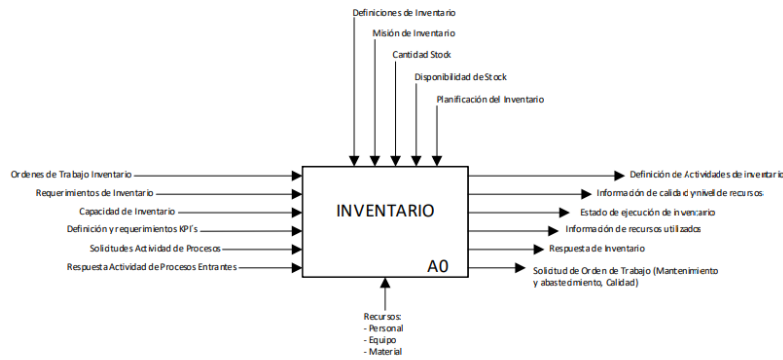 Definiciones de Inventario
Misión de Inventario
Cantidad Stock
Disponibilidad de Stock
Planificación del Inventario
Ordenes de Trabajo Inventario
Requerimientos de Inventario
Capacidad de Inventario
Definición y requerimientos KPI's
Solicitudes Actividad de Procesos
Respuesta Actividad de Procesos Entrantes
INVENTARIO
A0
Definición de Actividades de inventario
Información de calidad y nivel de recursos
Estado de ejecución de inventario
Información de recursos utilizados
Respuesta de Inventario
Solicitud de Orden de Trabajo (Mantenimiento
y abastecimiento, Calidad)
Recursos:
- Personal
- Equipo
- Material